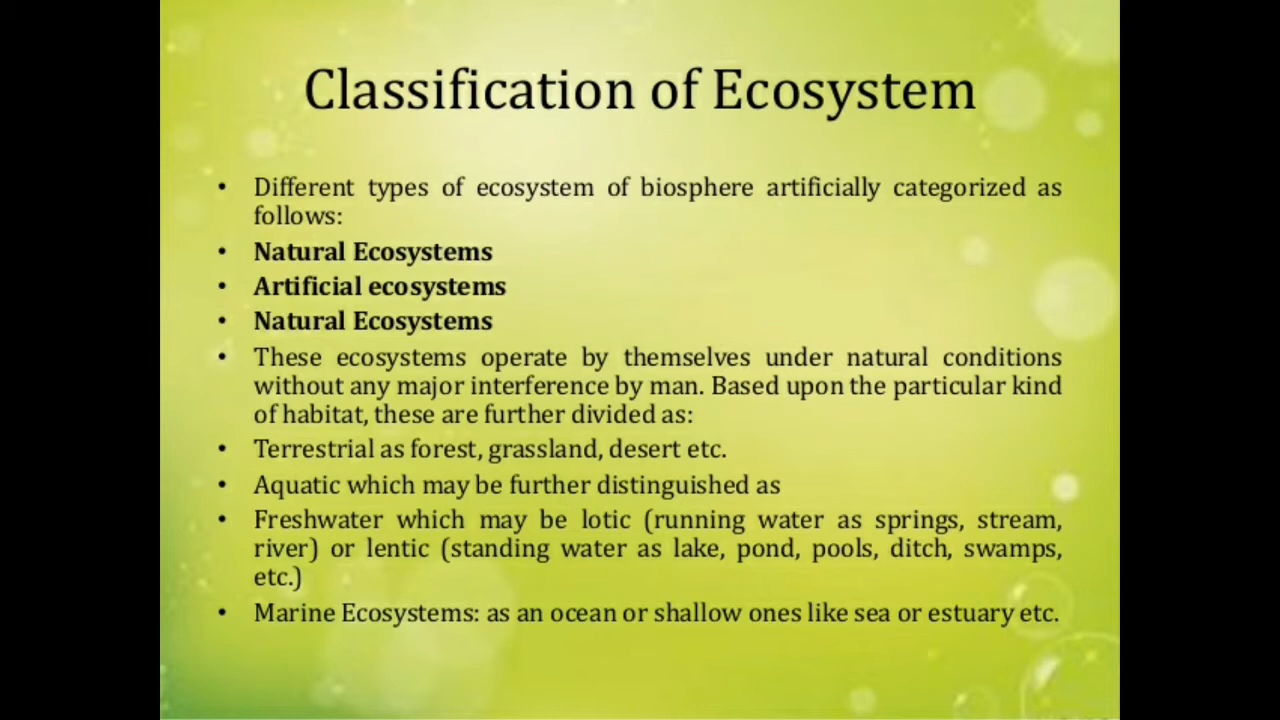 Classification of Ecosystem
• Different types of ecosystem of biosphere artificially categorized as
follows:
• Natural Ecosystems
• Artificial ecosystems
• Natural Ecosystems
• These ecosystems operate by themselves under natural conditions
without any major interference by man. Based upon the particular kind
of habitat, these are further divided as:
• Terrestrial as forest, grassland, desert etc.
• Aquatic which may be further distinguished as
• Freshwater which may be lotic (running water as springs, stream,
river) or lentic (standing water as lake, pond, pools, ditch, swamps,
etc.)
• Marine Ecosystems: as an ocean or shallow ones like sea or estuary etc.